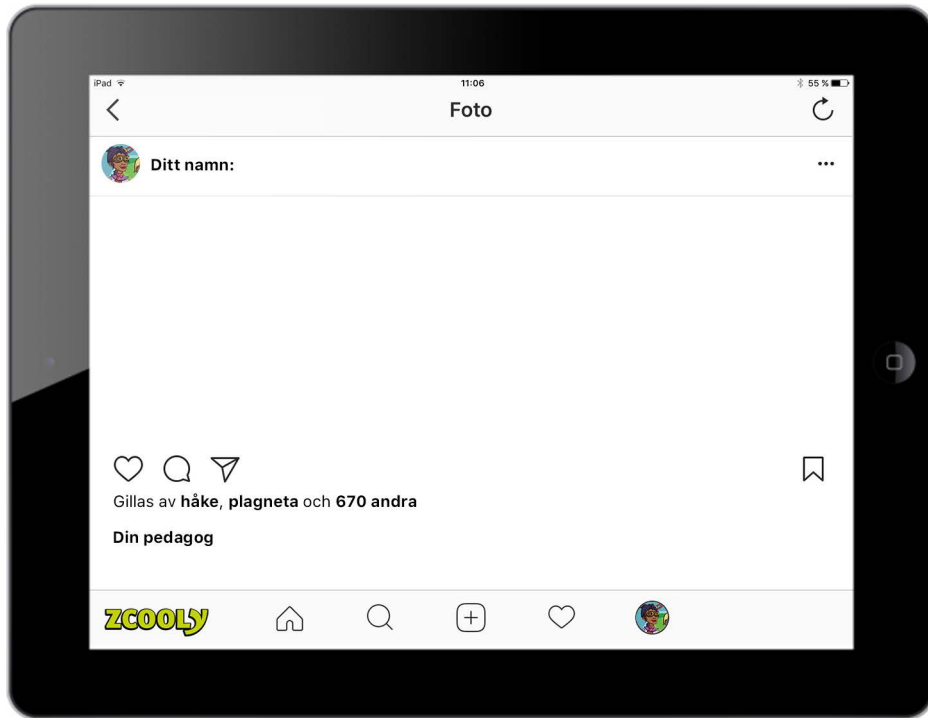 iPad 11:06 55 %
Foto
Ditt namn:
Gillas av håke, plagneta och 670 andra
Din pedagog
ZCOOLY